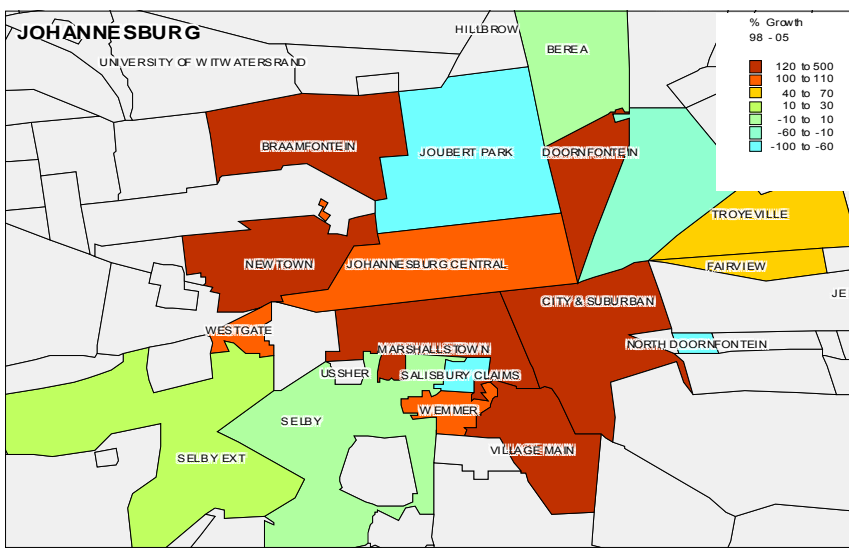 JOHANNESBURG
HILLBROW
BEREA
UNIVERSITY OF WITWATERSRAND
% Growth
98 - 05
120 to 500
100 to 110
40 to 70
10 to 30
-10 to 10
-60 to -10
-100 to -60
BRAAMFONTEIN
JOUBERT PARK
DOORNFONTEIN
TROYEVILLE
NEWTOWN
JOHANNESBURG CENTRAL
FAIRVIEW
CITY & SUBURBAN
JE
WESTGATE
NORTH DOORNFONTEIN
MARSHALLSTOWN
USSHER
SALISBURY CLAIMS
SELBY
WEMMER
SELBY EXT
VILLAGE MAIN